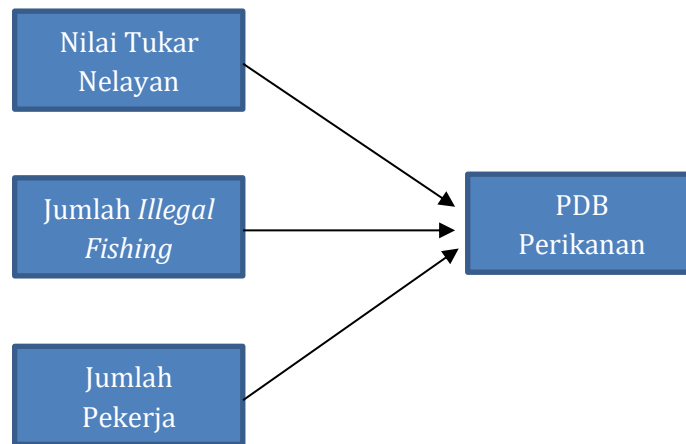 Nilai Tukar
Nelayan
Jumlah Illegal
Fishing
PDB
Perikanan
Jumlah
Pekerja